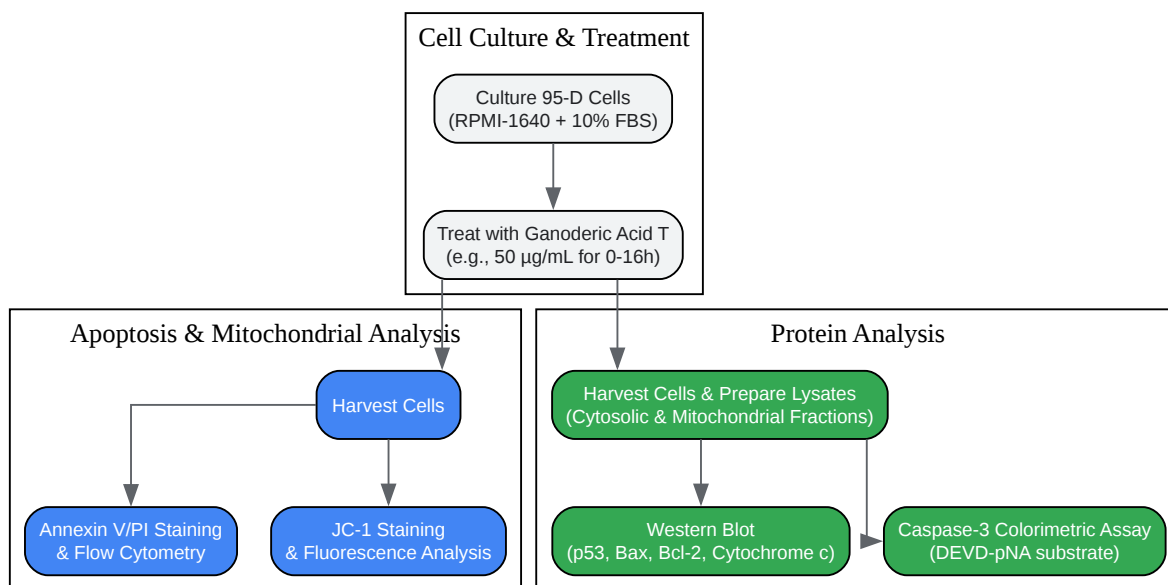 Cell Culture & Treatment
Culture 95-D Cells
(RPMI-1640 + 10% FBS)
Treat with Ganoderic Acid T
(e.g., 50 µg/mL for 0-16h)
Apoptosis & Mitochondrial Analysis
Harvest Cells
Annexin V/PI Staining
& Flow Cytometry
JC-1 Staining
& Fluorescence Analysis
Protein Analysis
Harvest Cells & Prepare Lysates
(Cytosolic & Mitochondrial Fractions)
Western Blot
(p53, Bax, Bcl-2, Cytochrome c)
Caspase-3 Colorimetric Assay
(DEVD-pNA substrate)